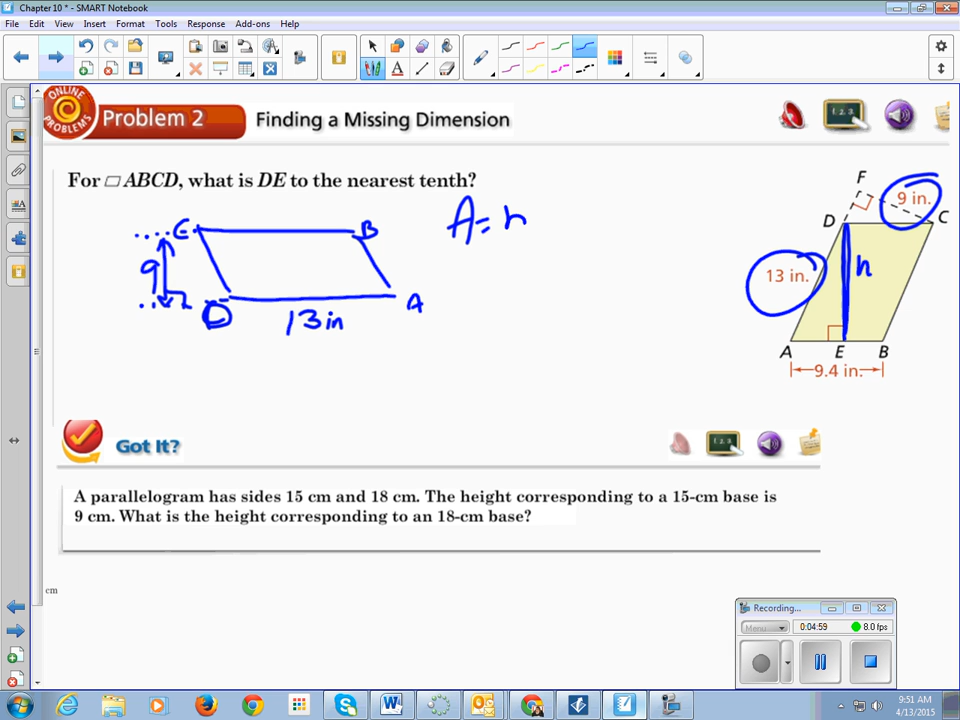 Chapter 10 * - SMART Notebook
File Edit View Insert Format Tools Response Add-ons Help
ONLINE PROBLEMS
Problem 2 Finding a Missing Dimension
For ▱ABCD, what is DE to the nearest tenth?
A = h
C B
9
D A
13 in
F
9 in.
D C
13 in. h
A E B
9.4 in.
Got It?
A parallelogram has sides 15 cm and 18 cm. The height corresponding to a 15-cm base is
9 cm. What is the height corresponding to an 18-cm base?
cm
Recording...
Menu 0:04:59 8.0 fps
9:51 AM
4/13/2015